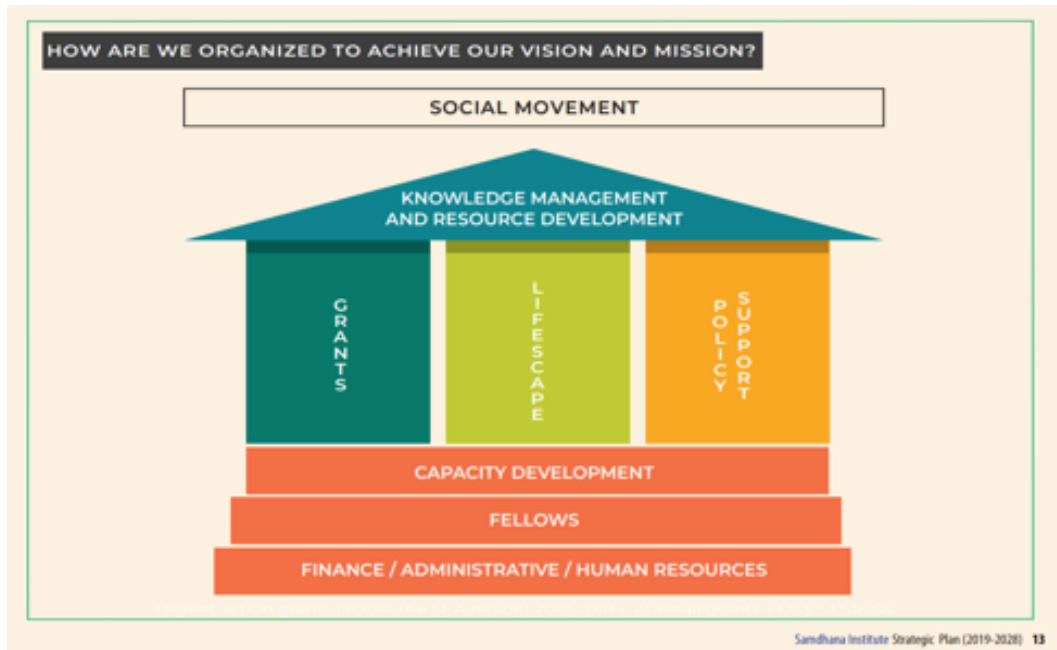 HOW ARE WE ORGANIZED TO ACHIEVE OUR VISION AND MISSION?
SOCIAL MOVEMENT
KNOWLEDGE MANAGEMENT
AND RESOURCE DEVELOPMENT
GRANTS
LIFESCAPE
POLICY
SUPPORT
CAPACITY DEVELOPMENT
FELLOWS
FINANCE / ADMINISTRATIVE / HUMAN RESOURCES
Samdhana Institute Strategic Plan (2019-2028) 13